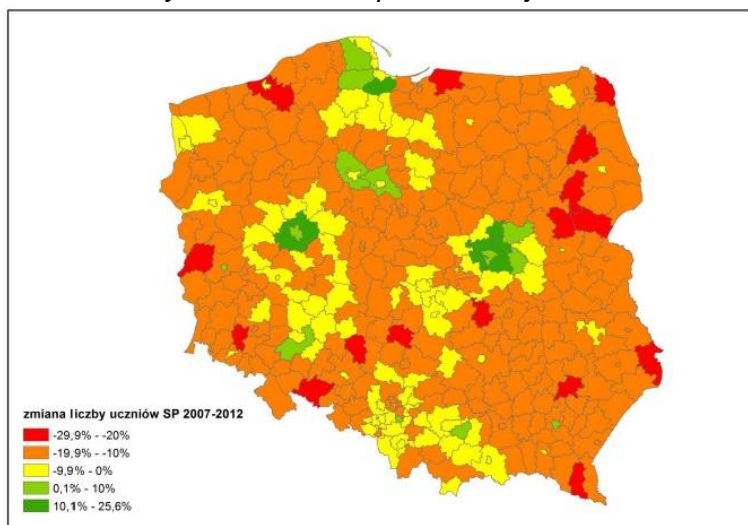 zmiana liczby uczniów SP 2007-2012
-29,9% - -20%
-19,9% - -10%
-9,9% - 0%
0,1% - 10%
10,1% - 25,6%